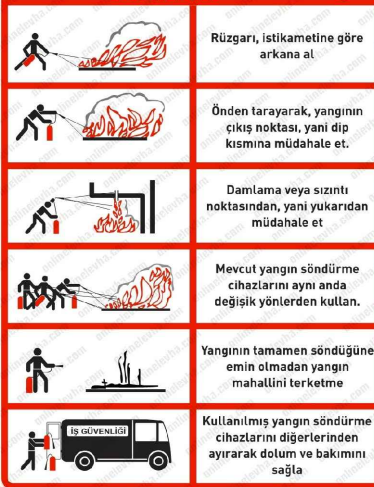 Rüzgarı, istikametine göre
arkana al
Önden tarayarak, yangının
çıkış noktası, yani dip
kısmına müdahale et.
Damlama veya sızıntı
noktasından, yani yukarıdan
müdahale et
Mevcut yangın söndürme
cihazlarını aynı anda
değişik yönlerden kullan.
Yangının tamamen söndüğüne
emin olmadan yangın
mahallini terketme
İŞ GÜVENLİĞİ
Kullanılmış yangın söndürme
cihazlarını diğerlerinden
ayırarak dolum ve bakımını
sağla
onlinelevha.com